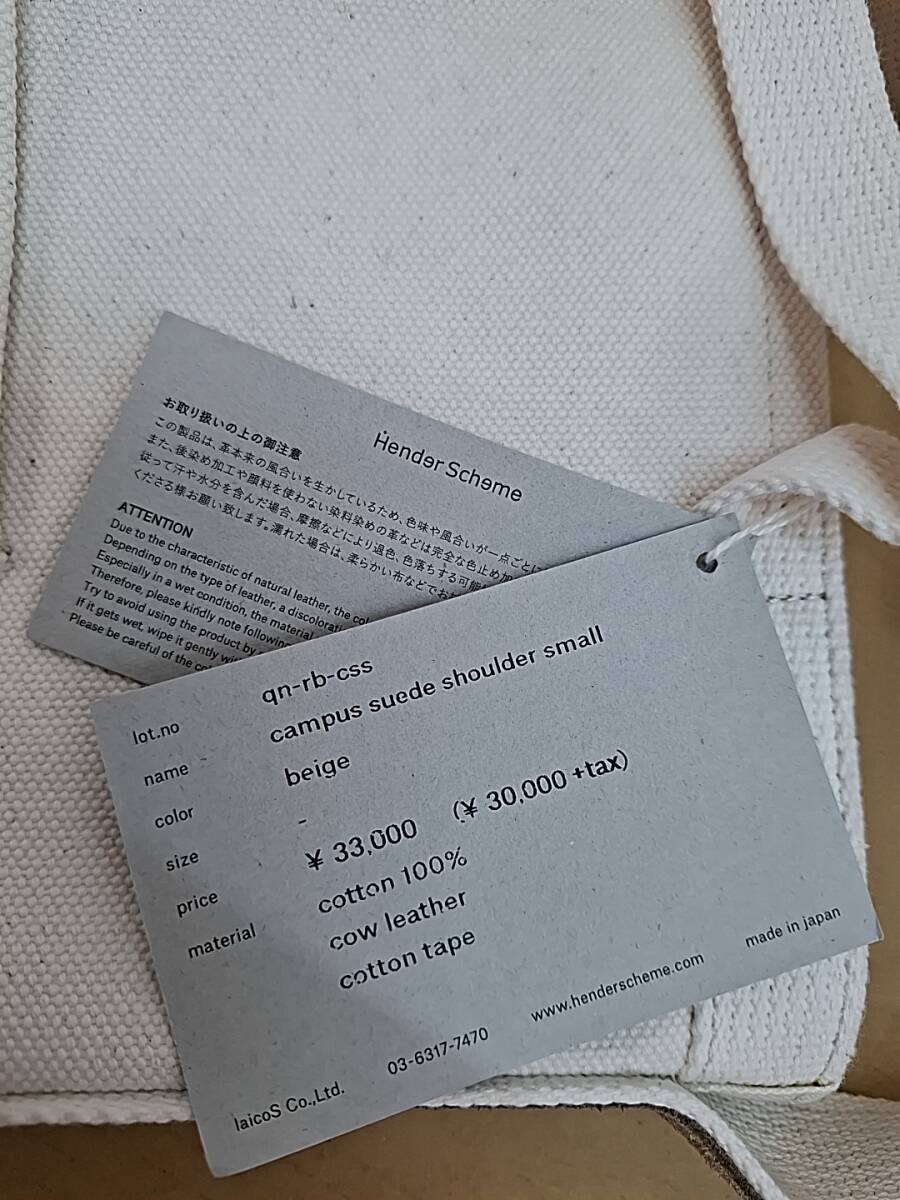 Hender Scheme
お取り扱いの上の御注意
この製品は、革本来の風合いを生かしているため、色味や風合いが一点ごとに
また、後染め加工や顔料を使わない染料染めの革などは完全な色止め加
従って汗や水分を含んだ場合、摩擦などにより退色、色落ちする可能
くださる様お願い致します。濡れた場合は、柔らかい布などでお
ATTENTION
Due to the characteristic of natural leather, the col
Depending on the type of leather, a discolorati
Especially in a wet condition, the material
Therefore, please kindly note following
Try to avoid using the product by
If it gets wet, wipe it gently wit
Please be careful of the co
lot.no qn-rb-css
name campus suede shoulder small
color beige
size -
price ¥ 33,000 (¥ 30,000 +tax)
material cotton 100%
cow leather
cotton tape
laicoS Co.,Ltd. 03-6317-7470 www.henderscheme.com made in japan